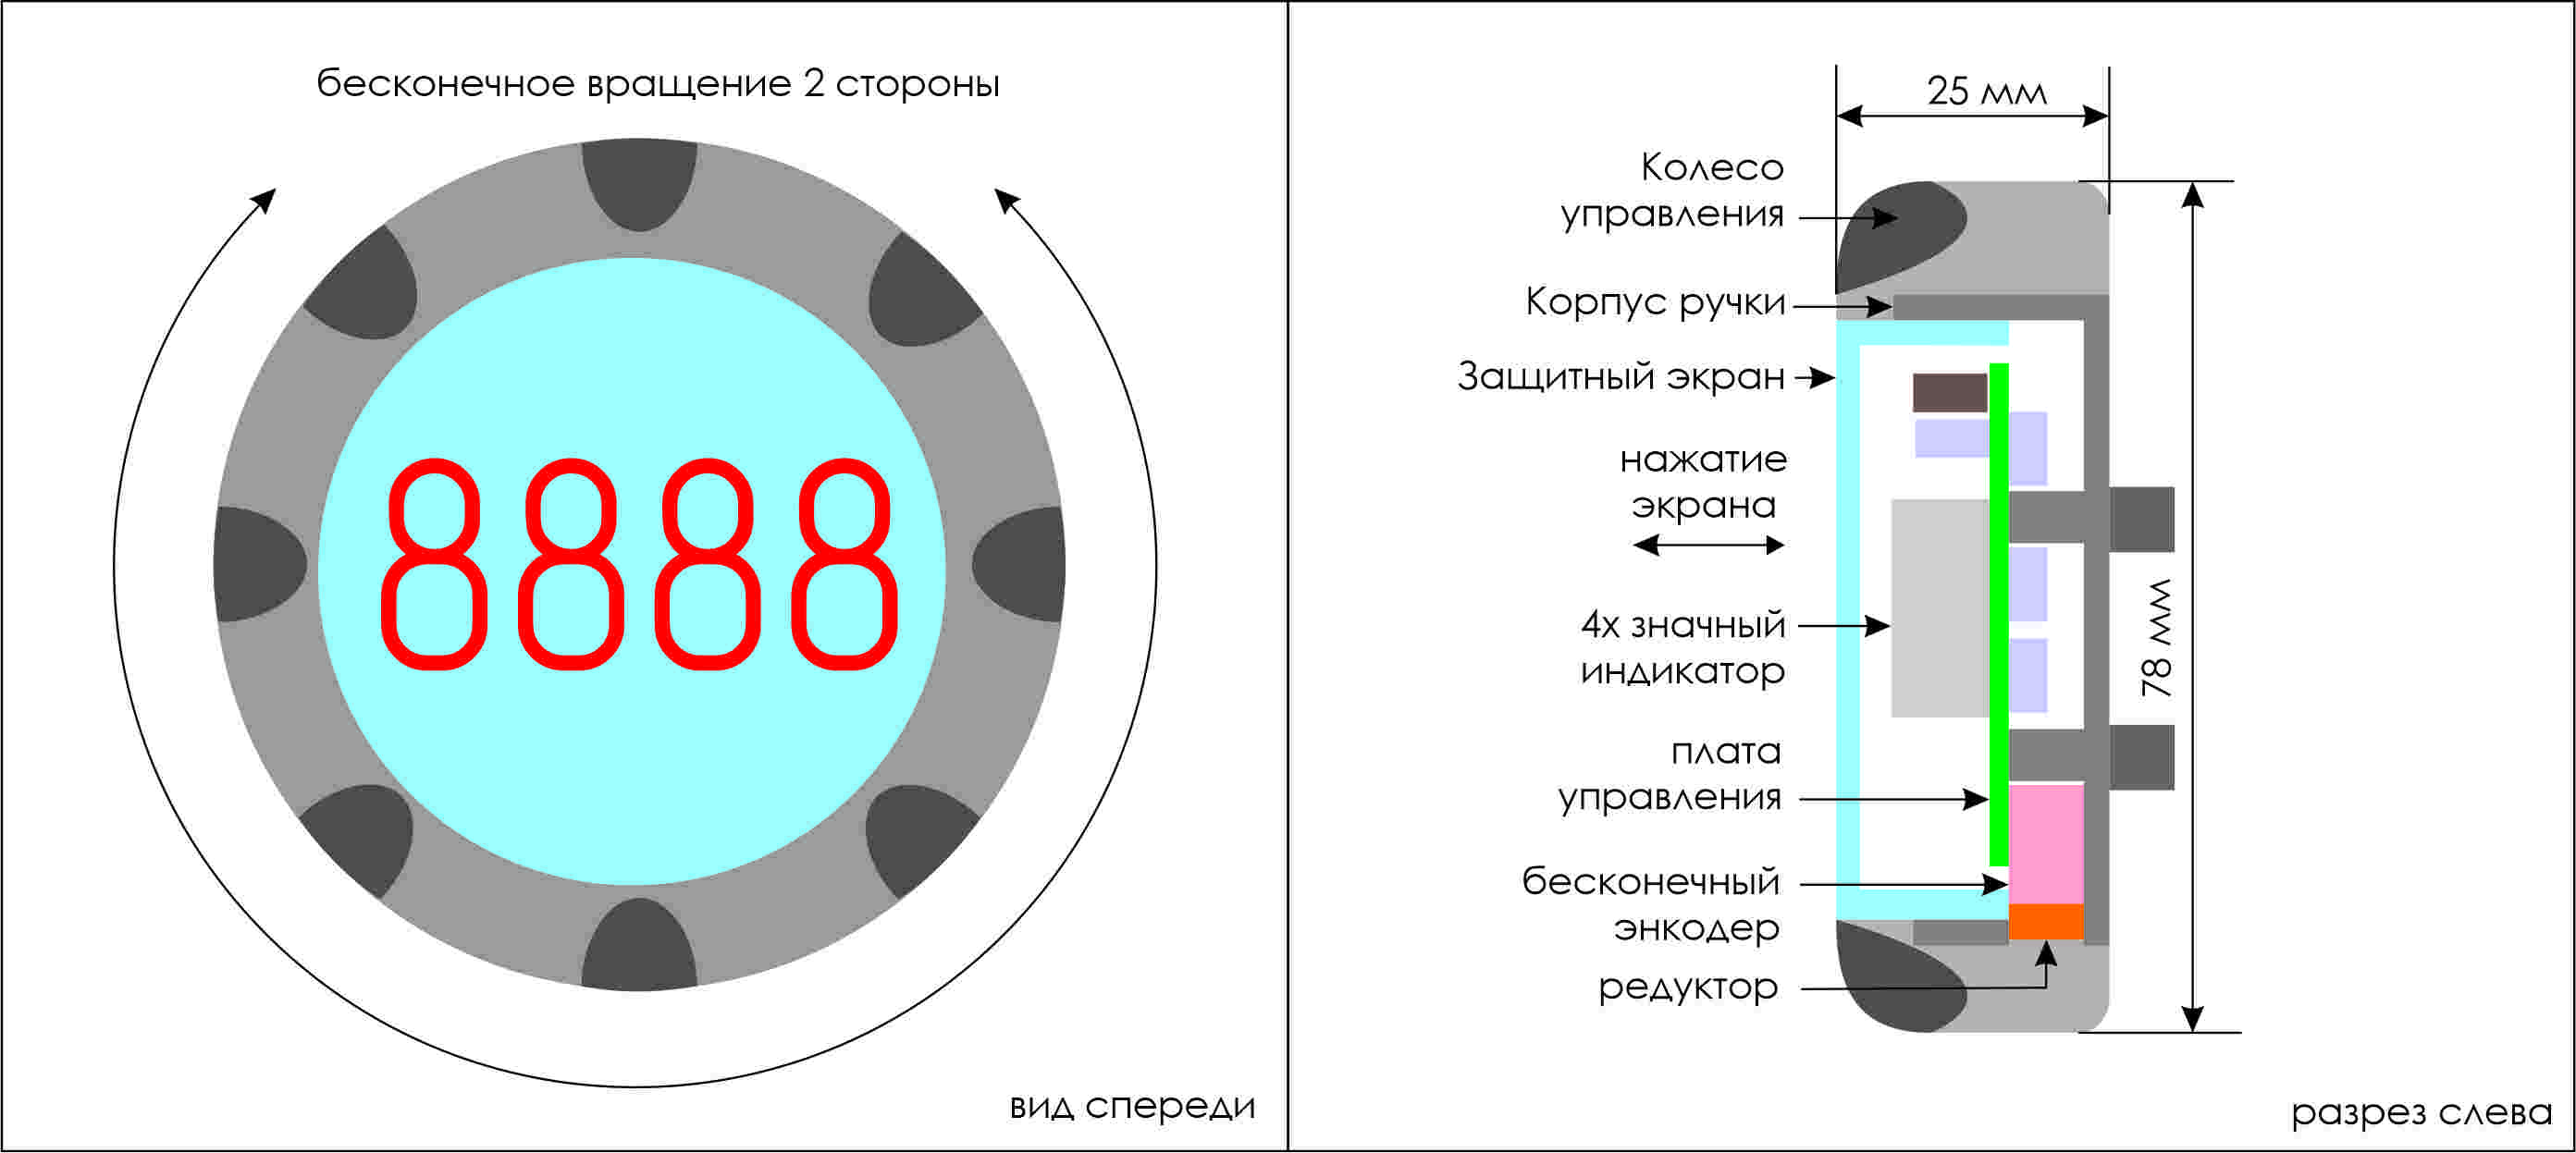 бесконечное вращение 2 стороны
8888
вид спереди
25 мм
Колесо
управления
Корпус ручки
Защитный экран
нажатие
экрана
4х значный
индикатор
78 мм
плата
управления
бесконечный
энкодер
редуктор
разрез слева